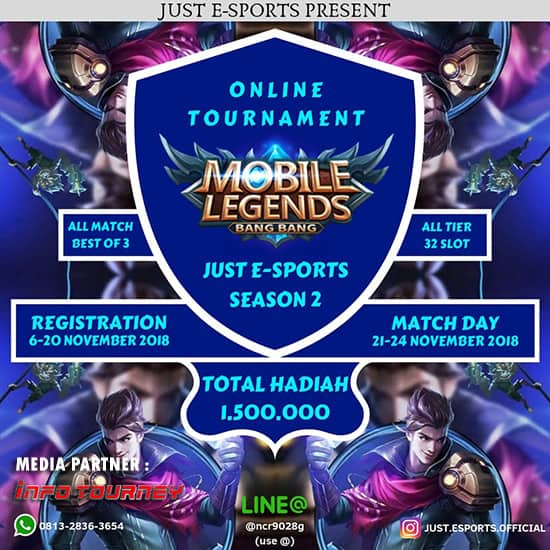 JUST E-SPORTS PRESENT
ONLINE
TOURNAMENT
MOBILE
LEGENDS
BANG BANG
ALL MATCH
BEST OF 3
ALL TIER
32 SLOT
JUST E-SPORTS
SEASON 2
REGISTRATION
6-20 NOVEMBER 2018
MATCH DAY
21-24 NOVEMBER 2018
TOTAL HADIAH
1.500.000
MEDIA PARTNER :
INFO TOURNEY
0813-2836-3654
LINE@
@ncr9028g
(use @)
JUST.ESPORTS.OFFICIAL